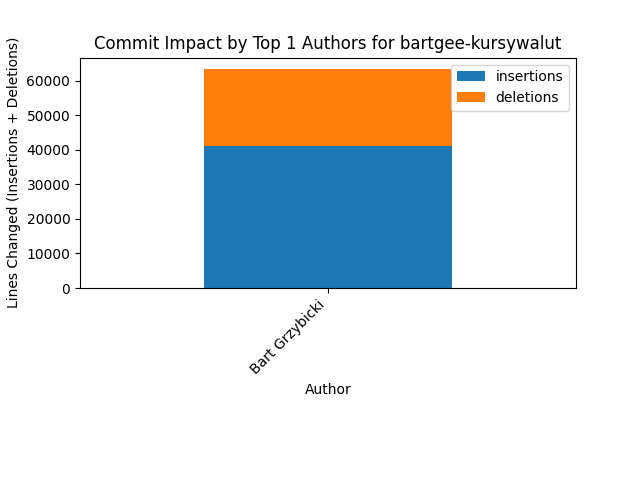 Commit Impact by Top 1 Authors for bartgee-kursywalut
Lines Changed (Insertions + Deletions)
60000
50000
40000
30000
20000
10000
0
insertions
deletions
Bart Grzybicki
Author